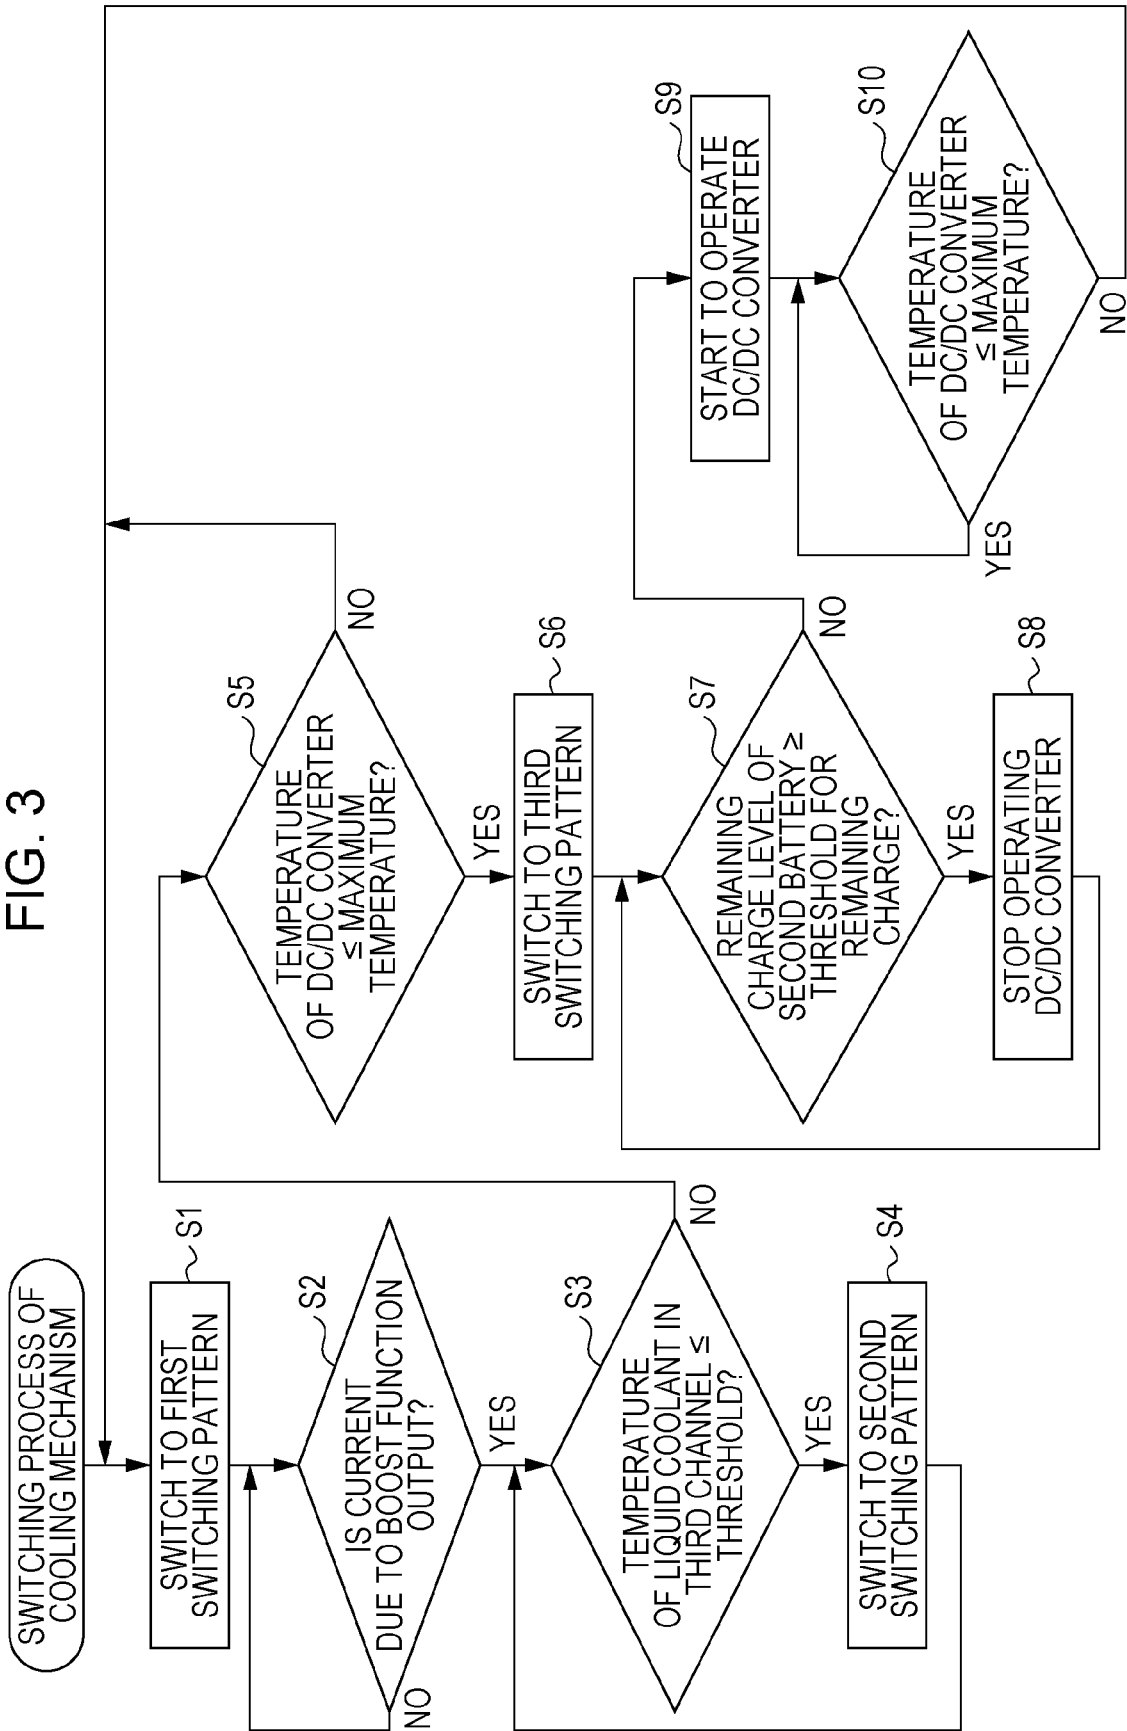 FIG. 3
SWITCHING PROCESS OF
COOLING MECHANISM
S1
SWITCH TO FIRST
SWITCHING PATTERN
S2
IS CURRENT
DUE TO BOOST FUNCTION
OUTPUT?
NO
YES
S3
TEMPERATURE
OF LIQUID COOLANT IN
THIRD CHANNEL ≤
THRESHOLD?
NO
YES
S4
SWITCH TO SECOND
SWITCHING PATTERN
S5
TEMPERATURE
OF DC/DC CONVERTER
≤ MAXIMUM
TEMPERATURE?
NO
YES
S6
SWITCH TO THIRD
SWITCHING PATTERN
S7
REMAINING
CHARGE LEVEL OF
SECOND BATTERY ≥
THRESHOLD FOR
REMAINING
CHARGE?
NO
YES
S8
STOP OPERATING
DC/DC CONVERTER
S9
START TO OPERATE
DC/DC CONVERTER
S10
TEMPERATURE
OF DC/DC CONVERTER
≤ MAXIMUM
TEMPERATURE?
YES
NO